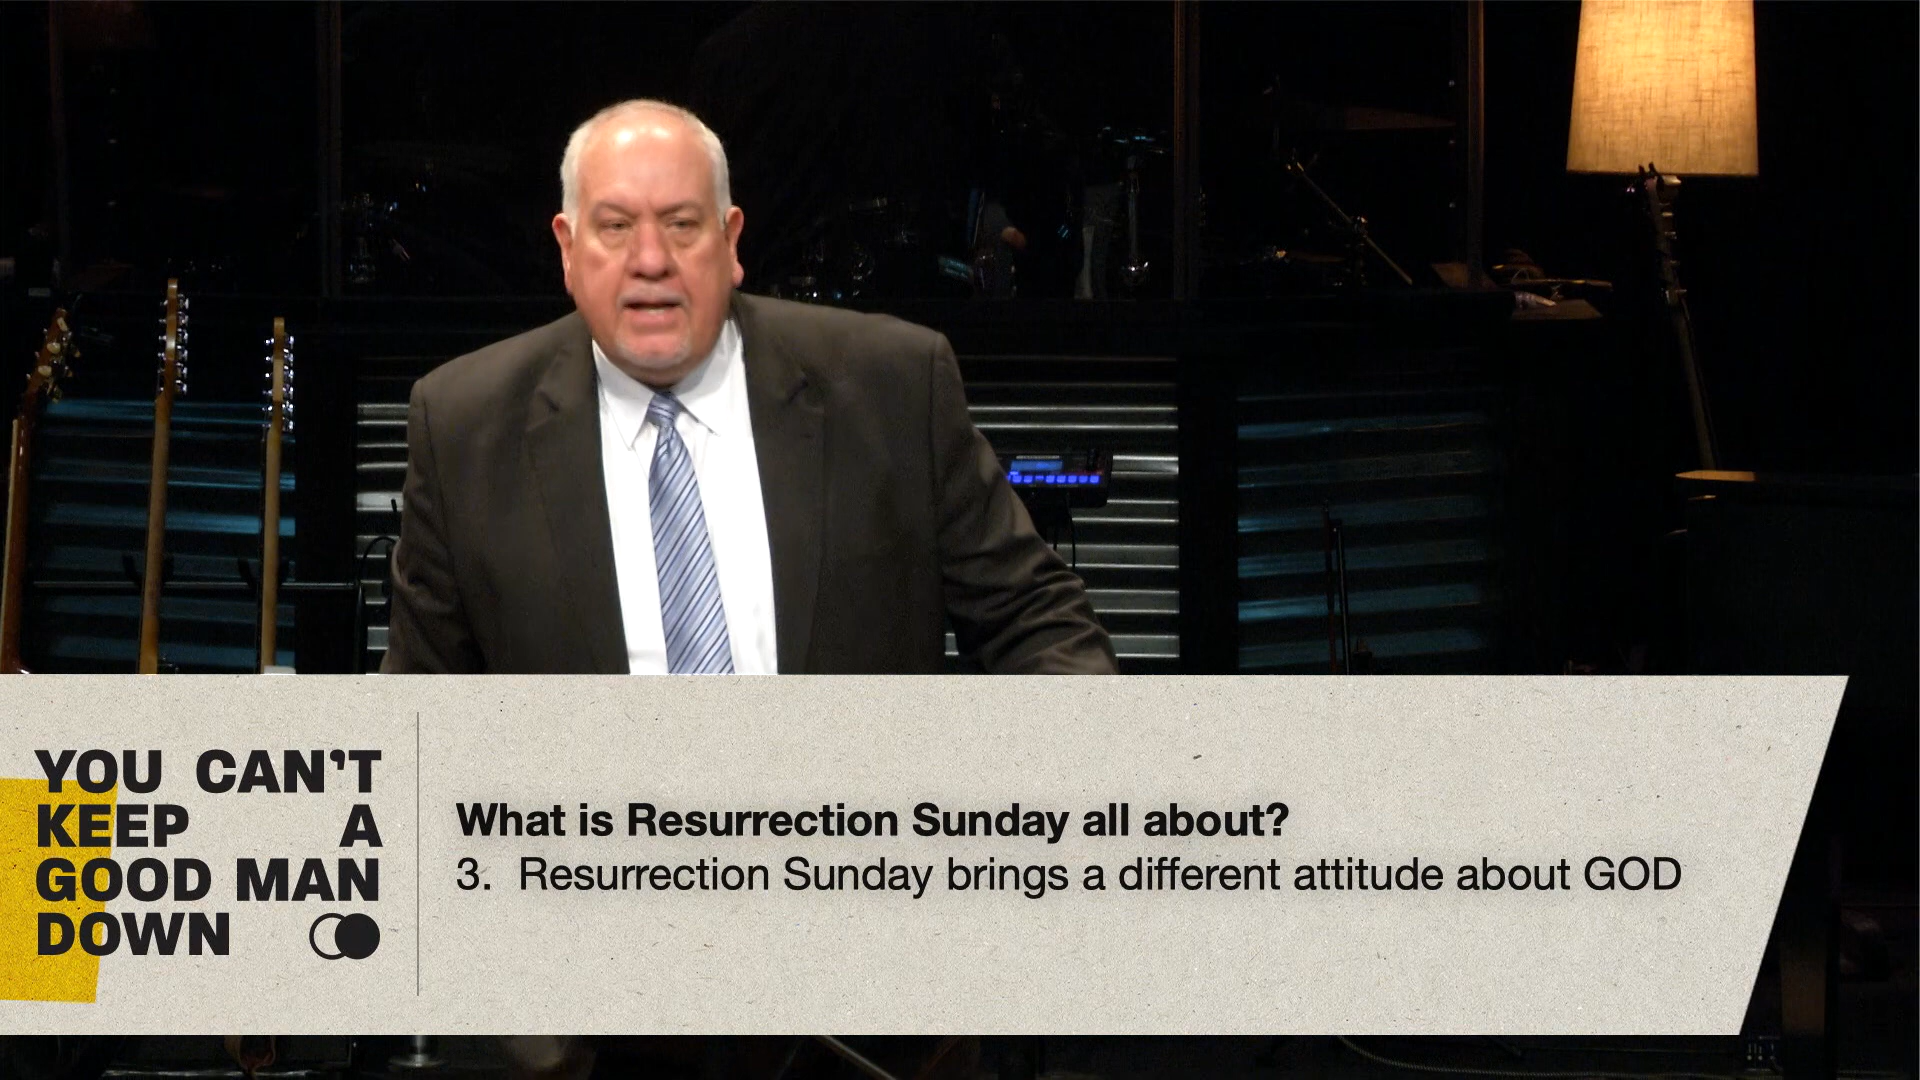 YOU CAN'T
KEEP A
GOOD MAN
DOWN
What is Resurrection Sunday all about?
3. Resurrection Sunday brings a different attitude about GOD